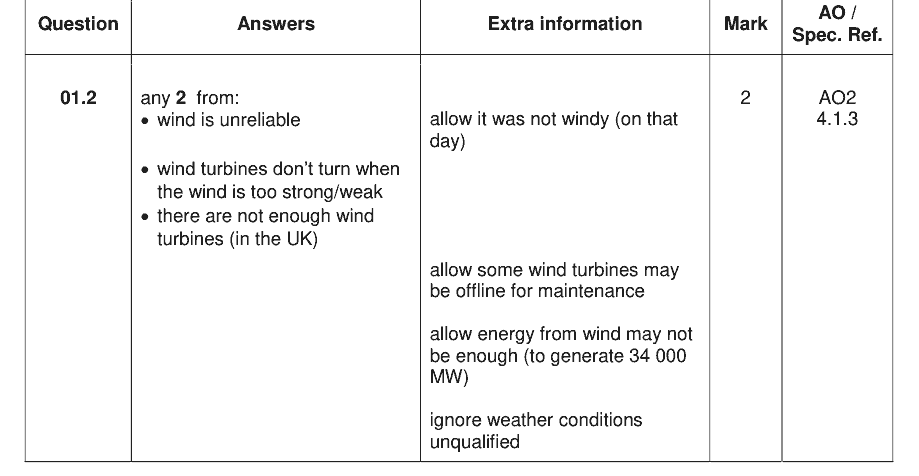 Question
Answers
Extra information
Mark
AO /
Spec. Ref.
01.2
any 2 from:
• wind is unreliable
• wind turbines don't turn when
the wind is too strong/weak
• there are not enough wind
turbines (in the UK)
allow it was not windy (on that
day)
allow some wind turbines may
be offline for maintenance
allow energy from wind may not
be enough (to generate 34 000
MW)
ignore weather conditions
unqualified
2
AO2
4.1.3